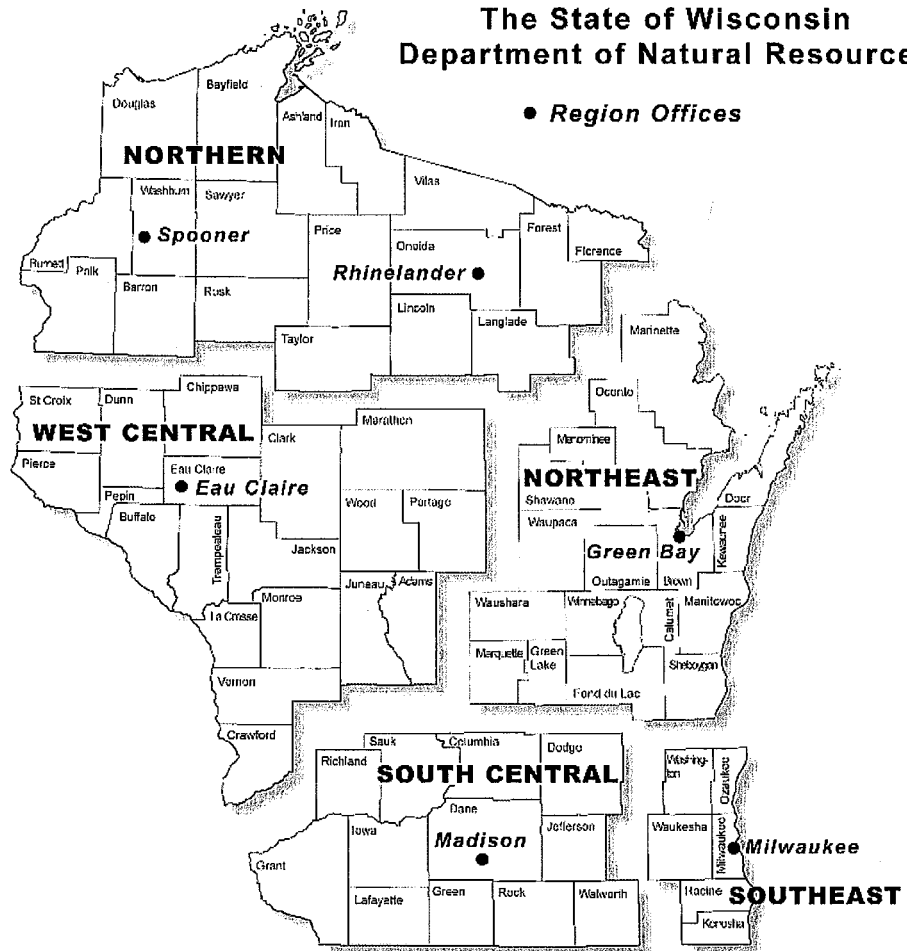 The State of Wisconsin
Department of Natural Resource
Region Offices
Douglas
Bayfield
Ashland
Iron
NORTHERN
Vilas
Washburn
Sawyer
Spooner
Price
Oneida
Forest
Florence
Burnett
Polk
Rhinelander
Barron
Rusk
Lincoln
Langlade
Taylor
Marinette
St Croix
Dunn
Chippewa
Oconto
Marathon
WEST CENTRAL
Clark
Menominee
Pierce
Eau Claire
Eau Claire
NORTHEAST
Pepin
Wood
Portage
Shawano
Door
Buffalo
Waupaca
Trempealeau
Jackson
Green Bay
Kewaunee
Juneau
Adams
Outagamie
Brown
Monroe
Waushara
Winnebago
Calumet
Manitowoc
La Crosse
Marquette
Green
Lake
Sheboygan
Vernon
Fond du Lac
Crawford
Sauk
Columbia
Dodge
Richland
SOUTH CENTRAL
Washing-
ton
Ozaukee
Dane
Iowa
Jefferson
Waukesha
Milwaukee
Madison
Milwaukee
Grant
Lafayette
Green
Rock
Walworth
Racine
SOUTHEAST
Kenosha